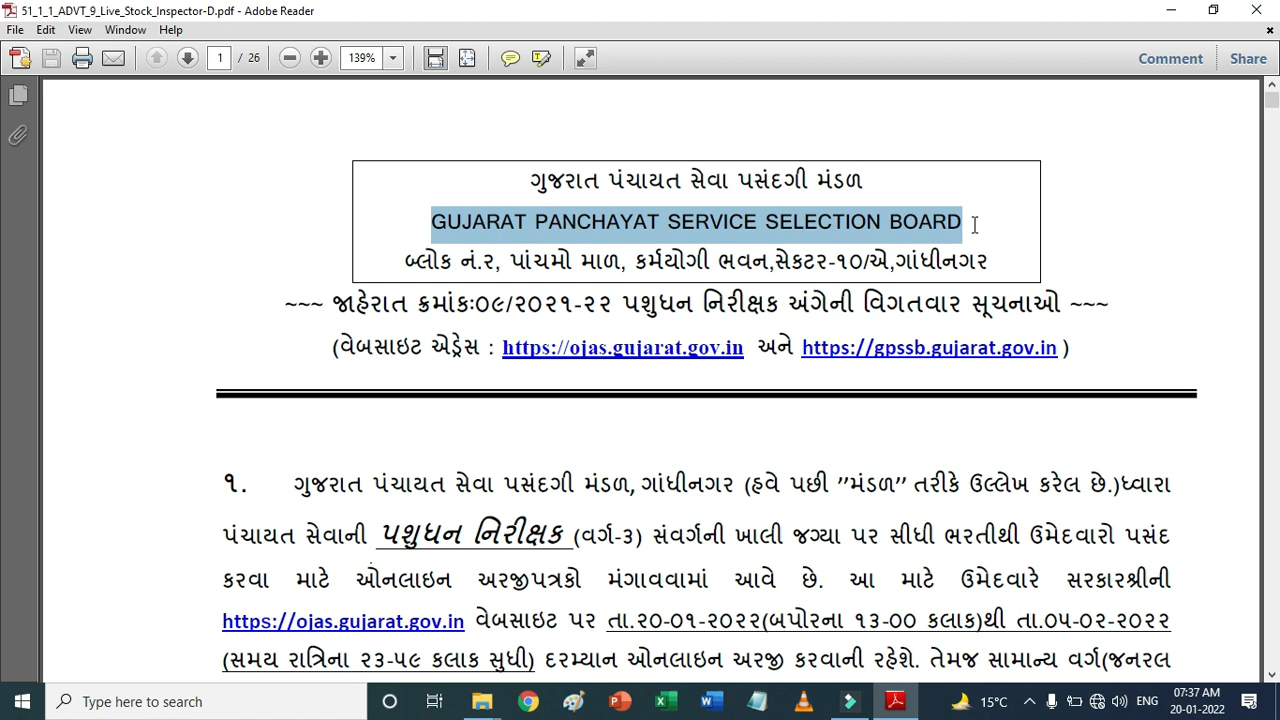 51_1_1_ADVT_9_Live_Stock_Inspector-D.pdf - Adobe Reader
File Edit View Window Help
1 / 26 139% Comment Share
ગુજરાત પંચાયત સેવા પસંદગી મંડળ
GUJARAT PANCHAYAT SERVICE SELECTION BOARD
બ્લોક નં.૨, પાંચમો માળ, કર્મયોગી ભવન,સેકટર-૧૦/એ,ગાંધીનગર
~~~ જાહેરાત ક્રમાંકઃ૦૯/૨૦૨૧-૨૨ પશુધન નિરીક્ષક અંગેની વિગતવાર સૂચનાઓ ~~~
(વેબસાઇટ એડ્રેસ : https://ojas.gujarat.gov.in અને https://gpssb.gujarat.gov.in )
૧. ગુજરાત પંચાયત સેવા પસંદગી મંડળ, ગાંધીનગર (હવે પછી ”મંડળ” તરીકે ઉલ્લેખ કરેલ છે.)ધ્વારા
પંચાયત સેવાની પશુધન નિરીક્ષક (વર્ગ-૩) સંવર્ગની ખાલી જગ્યા પર સીધી ભરતીથી ઉમેદવારો પસંદ
કરવા માટે ઓનલાઇન અરજીપત્રકો મંગાવવામાં આવે છે. આ માટે ઉમેદવારે સરકારશ્રીની
https://ojas.gujarat.gov.in વેબસાઇટ પર તા.૨૦-૦૧-૨૦૨૨(બપોરના ૧૩-૦૦ કલાક)થી તા.૦૫-૦૨-૨૦૨૨
(સમય રાત્રિના ૨૩-૫૯ કલાક સુધી) દરમ્યાન ઓનલાઇન અરજી કરવાની રહેશે. તેમજ સામાન્ય વર્ગ(જનરલ
Type here to search 15°C ENG 07:37 AM
20-01-2022